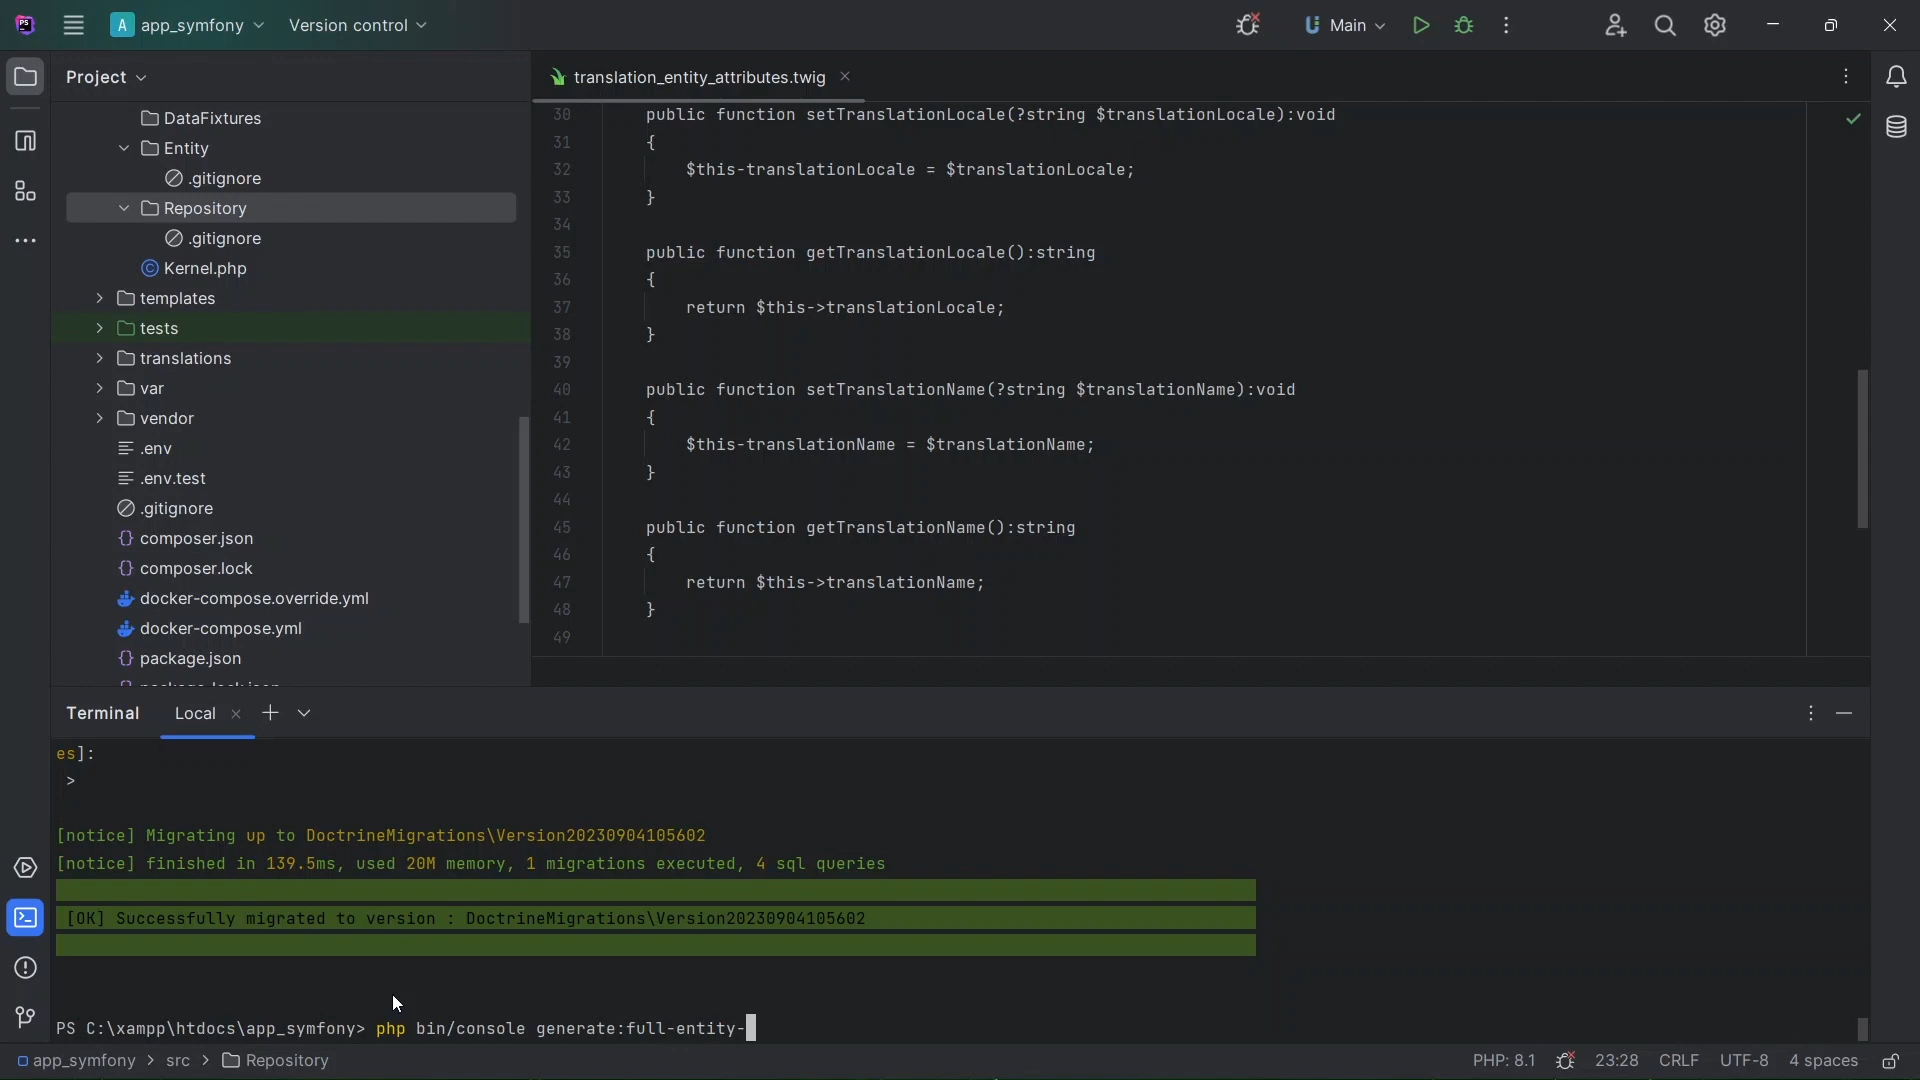 PS
A app_symfony Version control Main
Project
translation_entity_attributes.twig
DataFixtures
Entity
.gitignore
Repository
.gitignore
Kernel.php
templates
tests
translations
var
vendor
.env
.env.test
.gitignore
composer.json
composer.lock
docker-compose.override.yml
docker-compose.yml
package.json
30 public function setTranslationLocale(?string $translationLocale):void
31 {
32 $this-translationLocale = $translationLocale;
33 }
34
35 public function getTranslationLocale():string
36 {
37 return $this->translationLocale;
38 }
39
40 public function setTranslationName(?string $translationName):void
41 {
42 $this-translationName = $translationName;
43 }
44
45 public function getTranslationName():string
46 {
47 return $this->translationName;
48 }
49
Terminal Local
es]:
>
[notice] Migrating up to DoctrineMigrations\Version20230904105602
[notice] finished in 139.5ms, used 20M memory, 1 migrations executed, 4 sql queries
[OK] Successfully migrated to version : DoctrineMigrations\Version20230904105602
PS C:\xampp\htdocs\app_symfony> php bin/console generate:full-entity-
app_symfony > src > Repository
PHP: 8.1 23:28 CRLF UTF-8 4 spaces